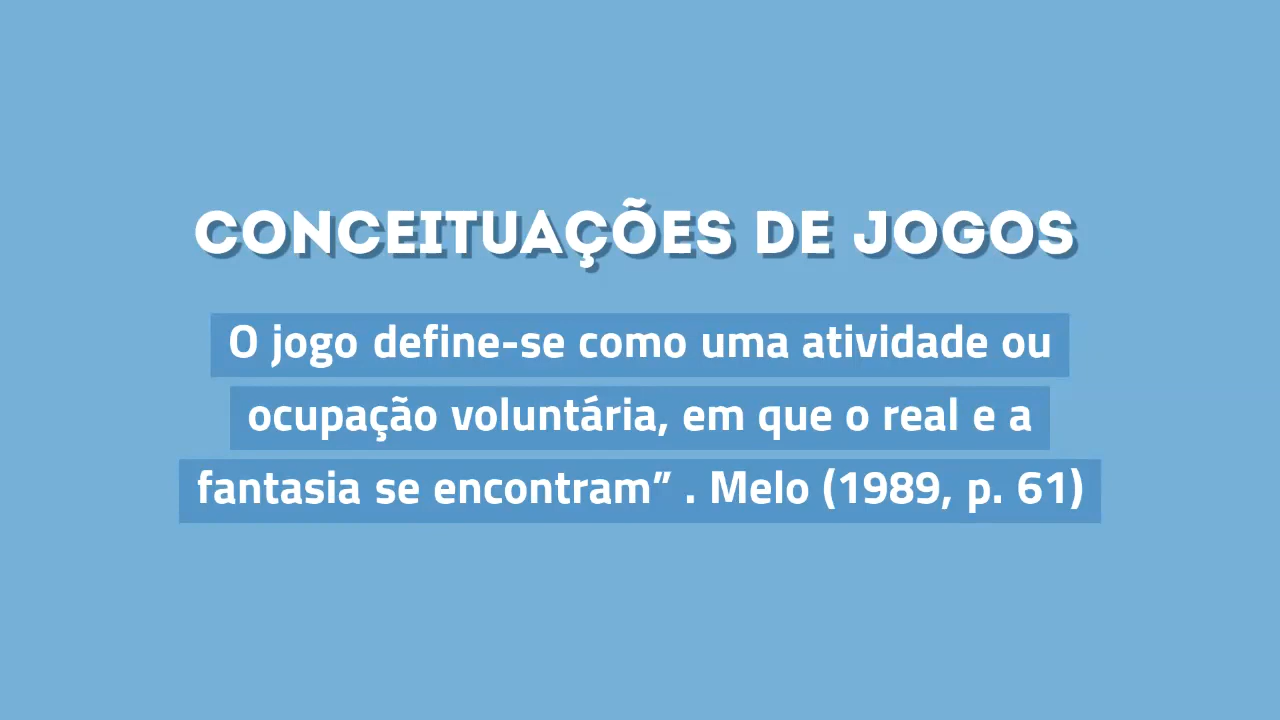 CONCEITUAÇÕES DE JOGOS
O jogo define-se como uma atividade ou
ocupação voluntária, em que o real e a
fantasia se encontram” . Melo (1989, p. 61)